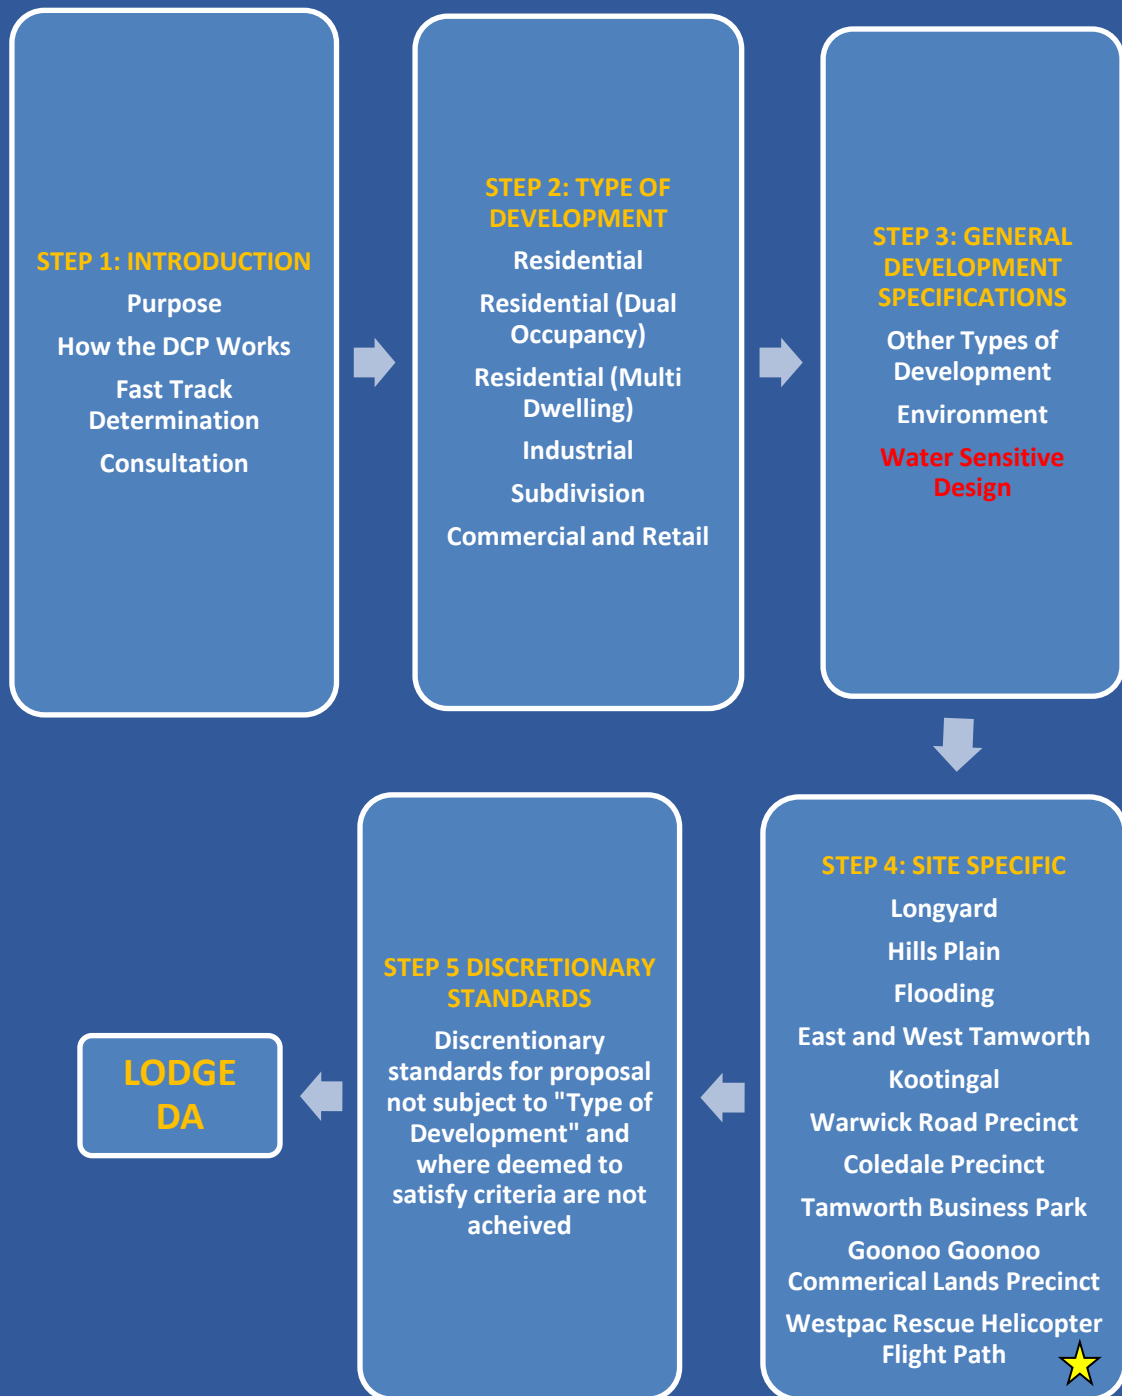 STEP 1: INTRODUCTION
Purpose
How the DCP Works
Fast Track
Determination
Consultation
STEP 2: TYPE OF
DEVELOPMENT
Residential
Residential (Dual
Occupancy)
Residential (Multi
Dwelling)
Industrial
Subdivision
Commercial and Retail
STEP 3: GENERAL
DEVELOPMENT
SPECIFICATIONS
Other Types of
Development
Environment
Water Sensitive
Design
STEP 4: SITE SPECIFIC
Longyard
Hills Plain
Flooding
East and West Tamworth
Kootingal
Warwick Road Precinct
Coledale Precinct
Tamworth Business Park
Goonoo Goonoo
Commerical Lands Precinct
Westpac Rescue Helicopter
Flight Path
STEP 5 DISCRETIONARY
STANDARDS
Discrentionary
standards for proposal
not subject to "Type of
Development" and
where deemed to
satisfy criteria are not
acheived
LODGE
DA